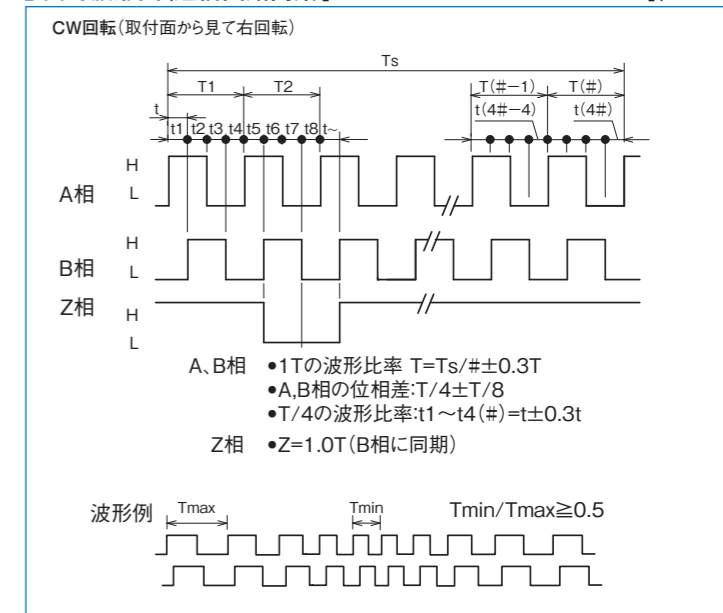 CW回転(取付面から見て右回転)
Ts
T1 T2 T(#−1) T(#)
t t(4#−4) t(4#)
t1 t2 t3 t4 t5 t6 t7 t8 t~
H
A相 L
H
B相 L
Z相 H
L
A、B相 ●1Tの波形比率 T=Ts/#±0.3T
●A,B相の位相差:T/4±T/8
●T/4の波形比率:t1~t4(#)=t±0.3t
Z相 ●Z=1.0T(B相に同期)
波形例 Tmax Tmin Tmin/Tmax≧0.5